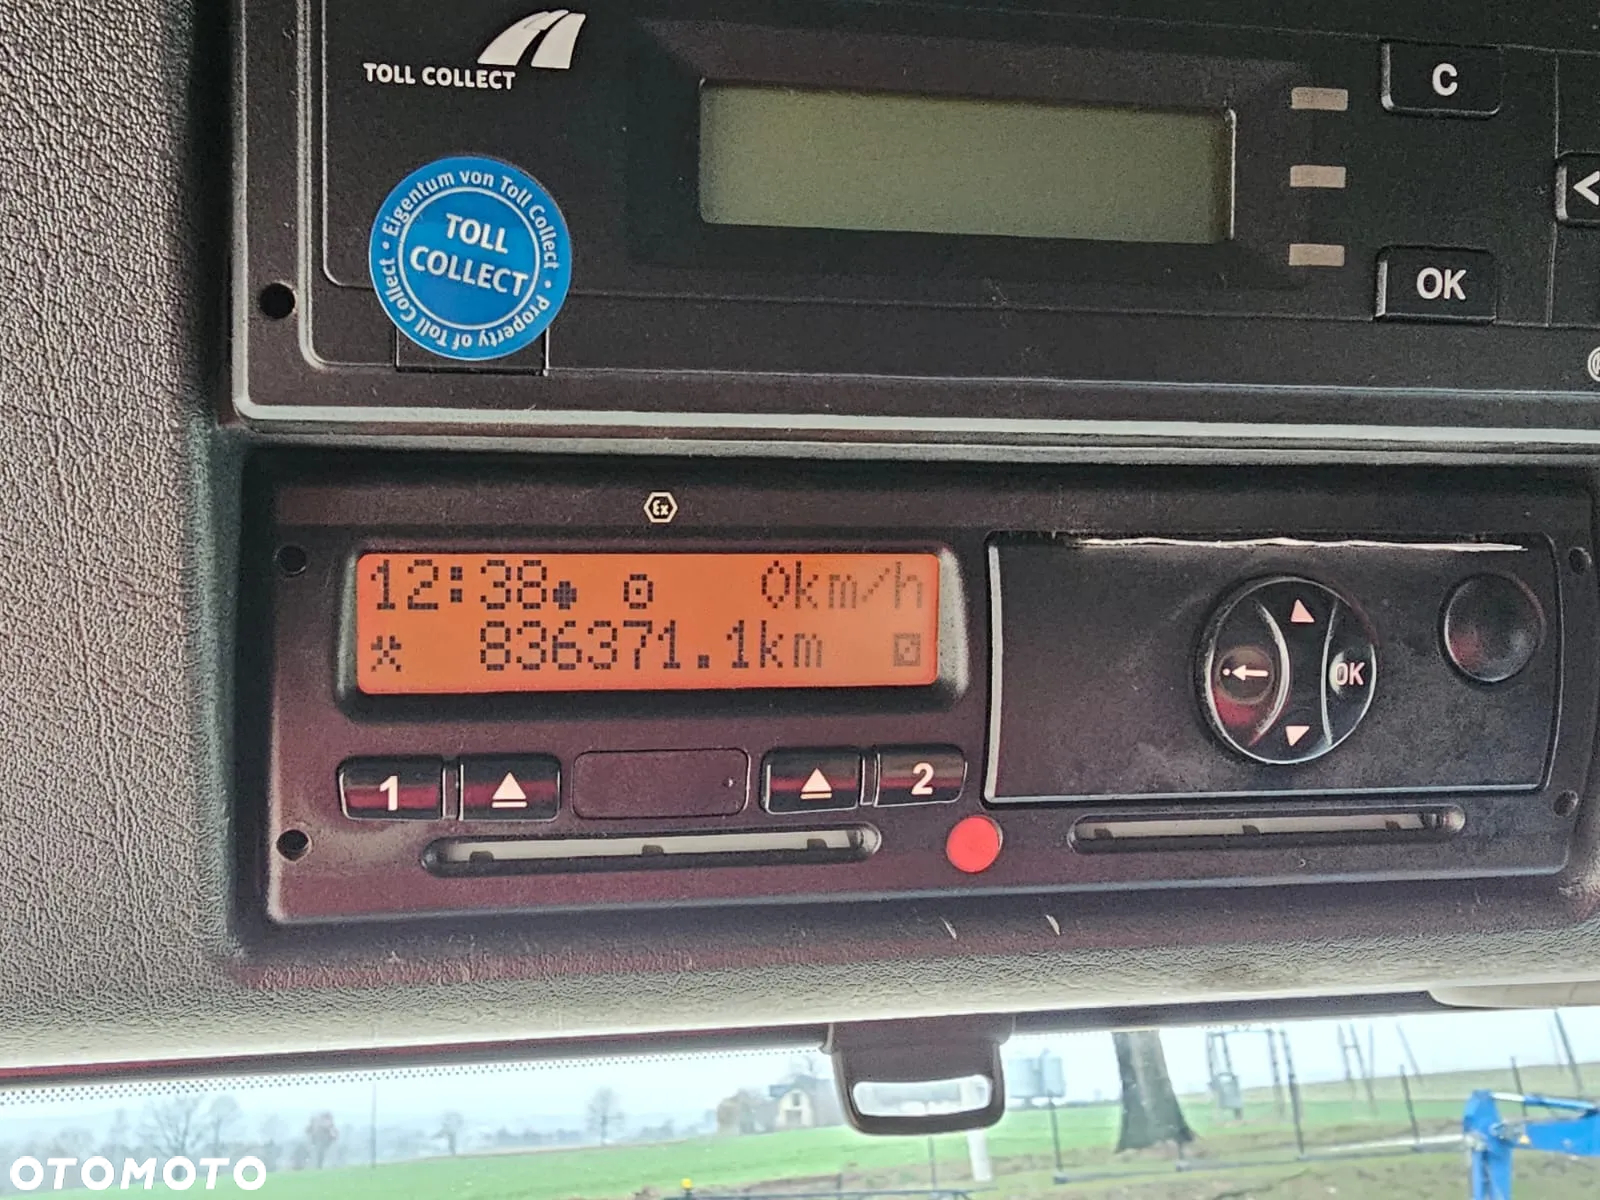 TOLL COLLECT
C
Eigentum von Toll Collect • Property of Toll Collect •
TOLL
COLLECT
<
OK
Ex
12:38 0km/h
836371.1km
OK
1
2
OTOMOTO